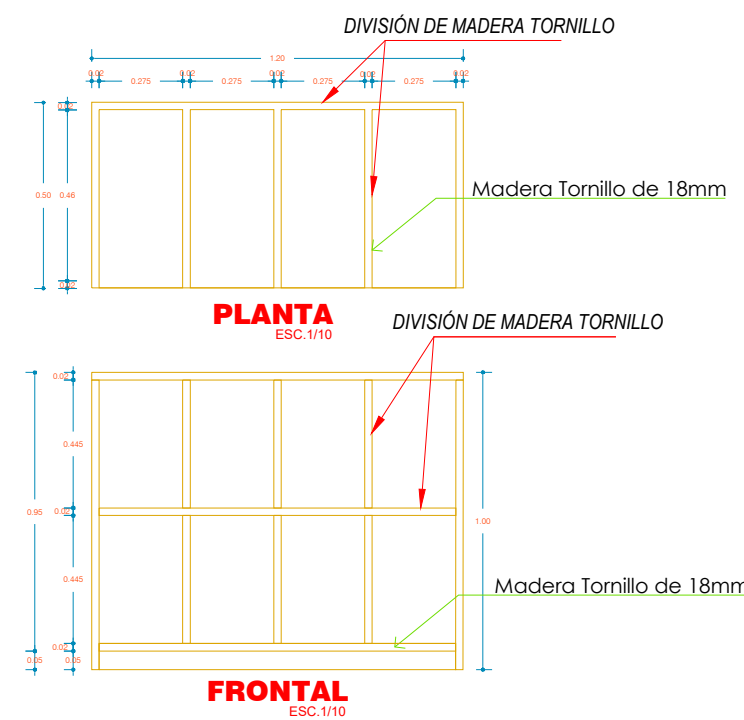 DIVISIÓN DE MADERA TORNILLO
1.20
0.02 0.275 0.02 0.275 0.02 0.275 0.02 0.275 0.02
0.02
0.50 0.46
Madera Tornillo de 18mm
0.02
PLANTA
ESC.1/10
DIVISIÓN DE MADERA TORNILLO
0.02
0.445
0.95 0.02 1.00
0.445
Madera Tornillo de 18mm
0.02
0.05 0.05
FRONTAL
ESC.1/10